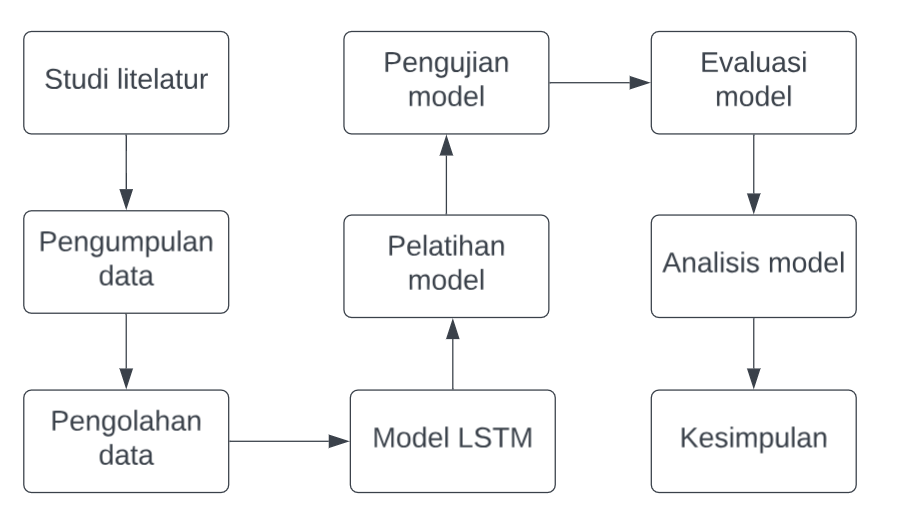 Studi litelatur
Pengumpulan
data
Pengolahan
data
Model LSTM
Pelatihan
model
Pengujian
model
Evaluasi
model
Analisis model
Kesimpulan